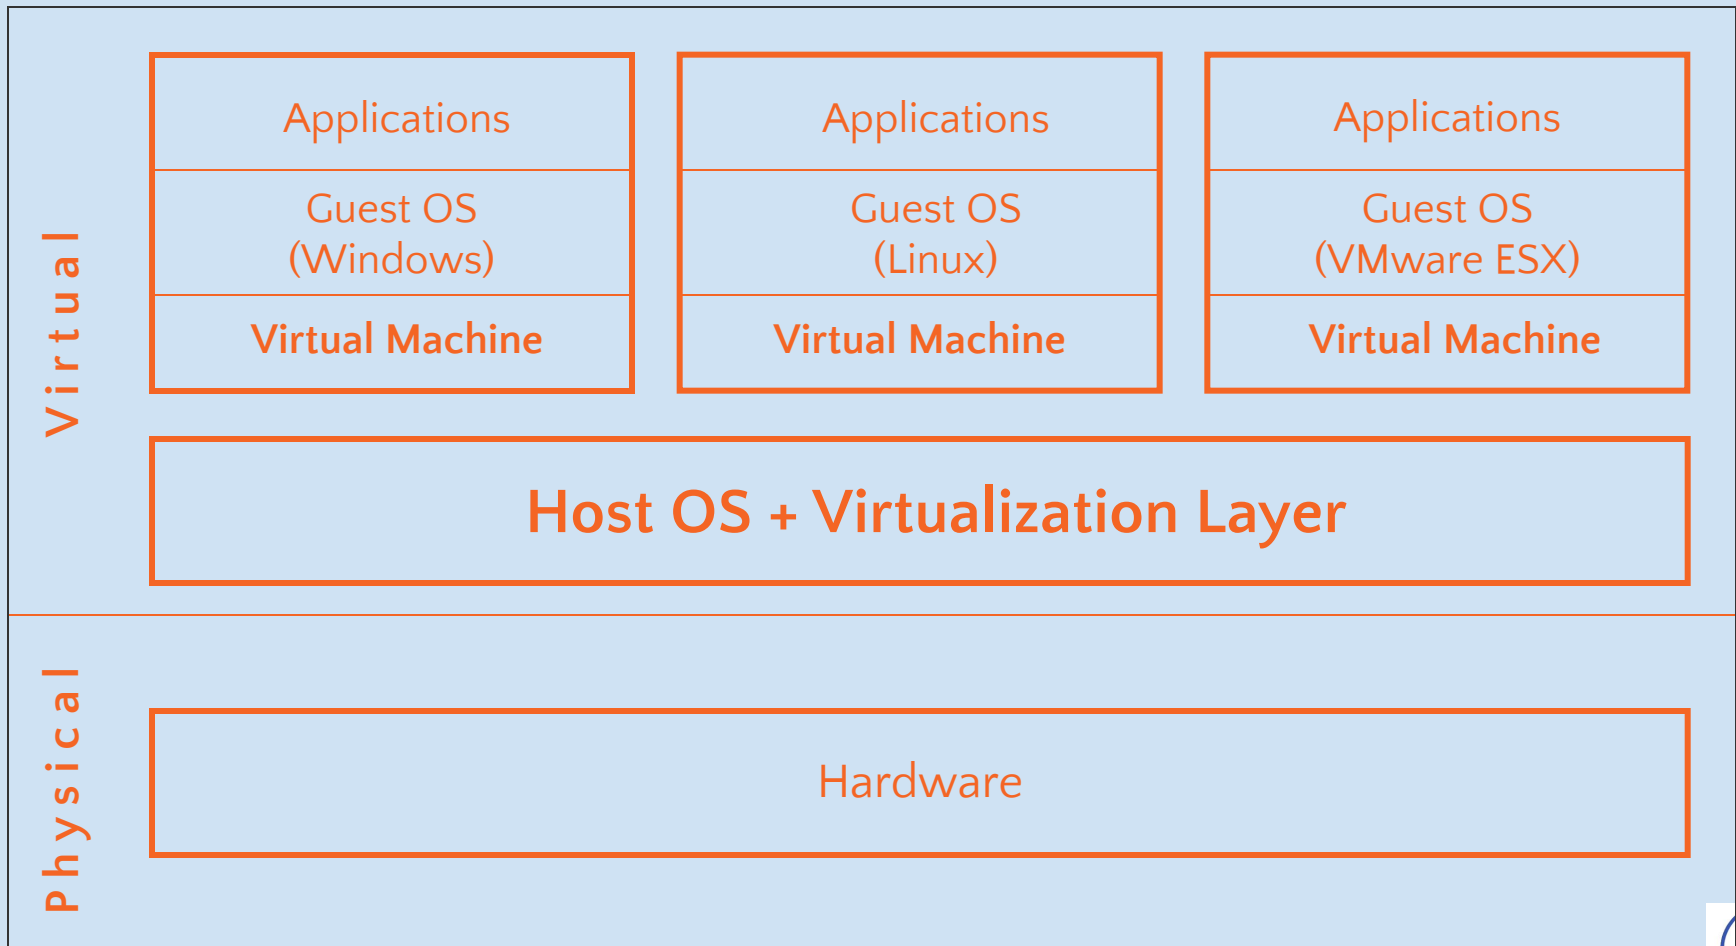 Virtual
Applications
Guest OS
(Windows)
Virtual Machine
Applications
Guest OS
(Linux)
Virtual Machine
Applications
Guest OS
(VMware ESX)
Virtual Machine
Host OS + Virtualization Layer
Physical
Hardware